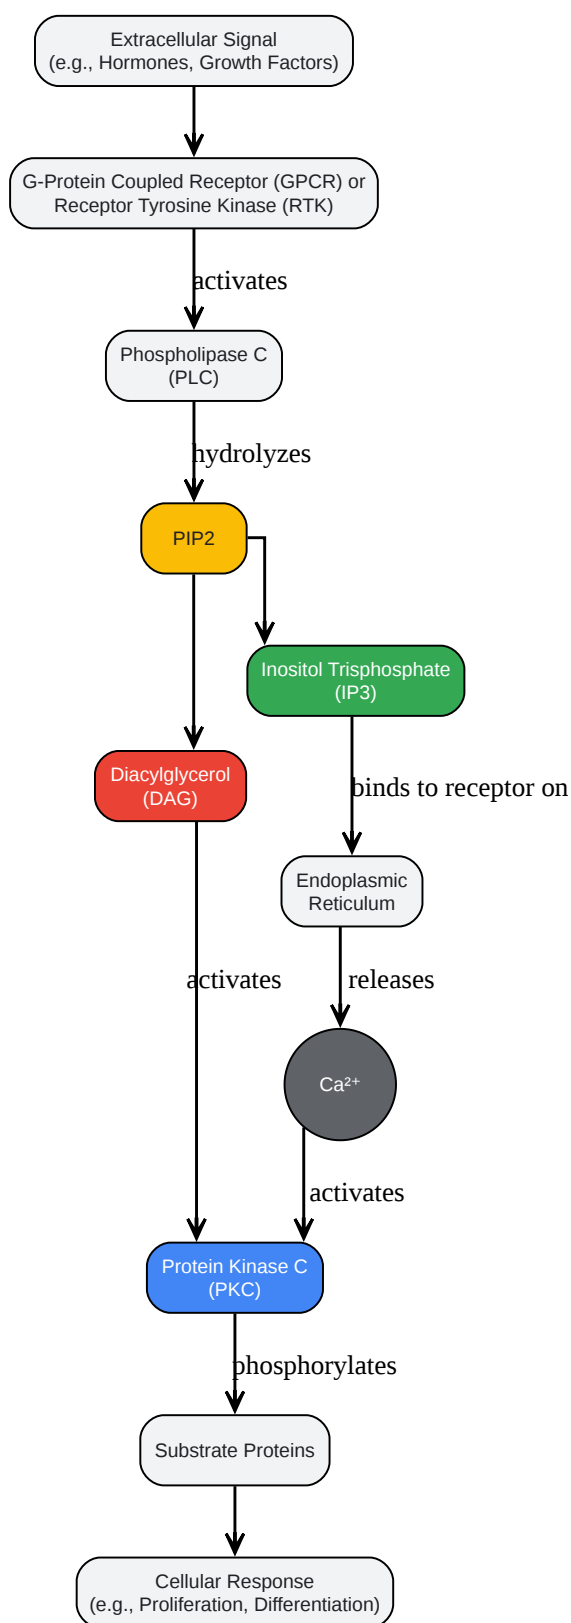 Extracellular Signal
(e.g., Hormones, Growth Factors)
G-Protein Coupled Receptor (GPCR) or
Receptor Tyrosine Kinase (RTK)
activates
Phospholipase C
(PLC)
hydrolyzes
PIP2
Inositol Trisphosphate
(IP3)
Diacylglycerol
(DAG)
binds to receptor on
Endoplasmic
Reticulum
activates
releases
Ca²⁺
activates
Protein Kinase C
(PKC)
phosphorylates
Substrate Proteins
Cellular Response
(e.g., Proliferation, Differentiation)